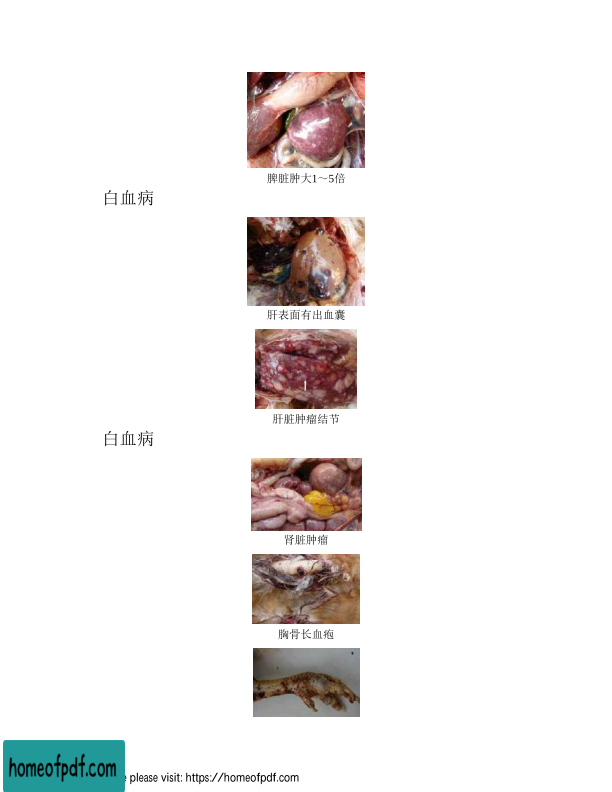 脾脏肿大1～5倍
白血病
肝表面有出血囊
肝脏肿瘤结节
白血病
肾脏肿瘤
胸骨长血疱
homeofpdf.com
e please visit: https://homeofpdf.com